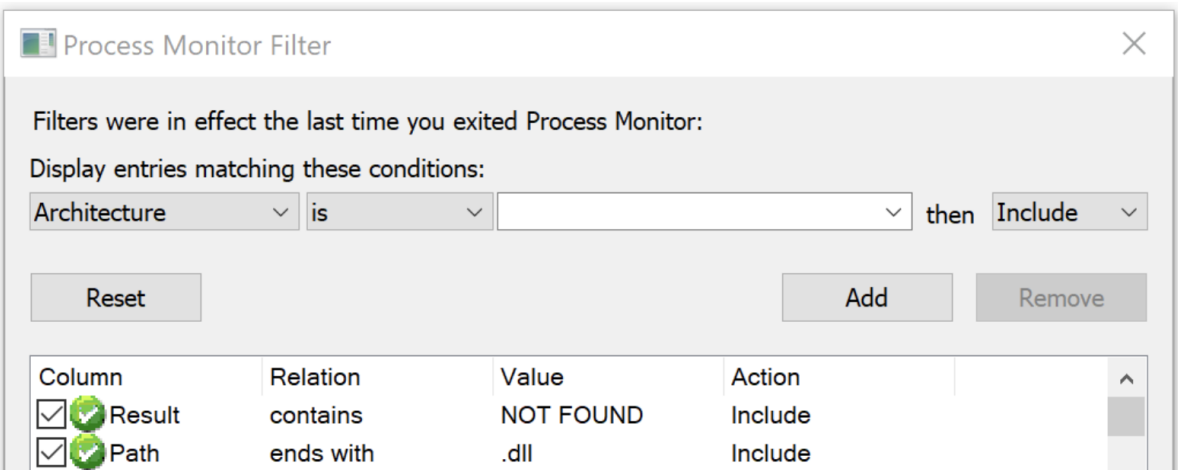 Process Monitor Filter
Filters were in effect the last time you exited Process Monitor:
Display entries matching these conditions:
Architecture is then Include
Reset Add Remove
Column Relation Value Action
Result contains NOT FOUND Include
Path ends with .dll Include